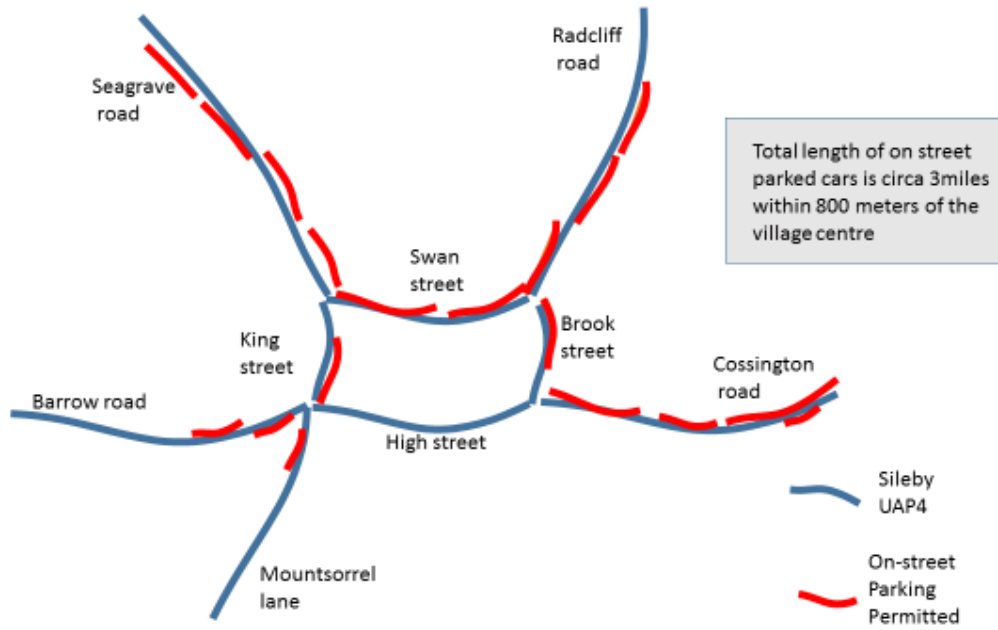 Radcliff
road
Seagrave
road
Total length of on street
parked cars is circa 3miles
within 800 meters of the
village centre
Swan
street
King
street
Brook
street
Cossington
road
Barrow road
High street
Sileby
UAP4
Mountsorrel
lane
On-street
Parking
Permitted